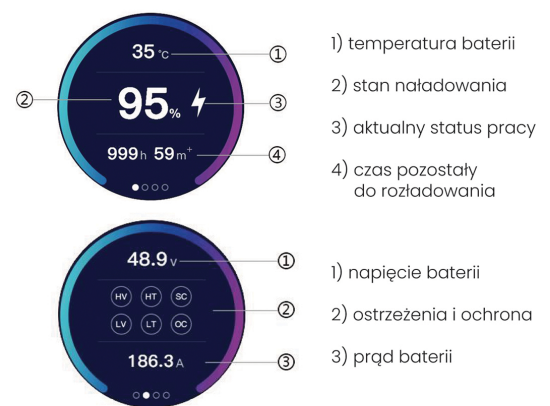 35 °C
①
1) temperatura baterii
②
95 %
③
2) stan naładowania
3) aktualny status pracy
999 h 59 m+
④
4) czas pozostały
do rozładowania
48.9 V
①
1) napięcie baterii
HV HT SC
②
2) ostrzeżenia i ochrona
LV LT OC
186.3 A
③
3) prąd baterii